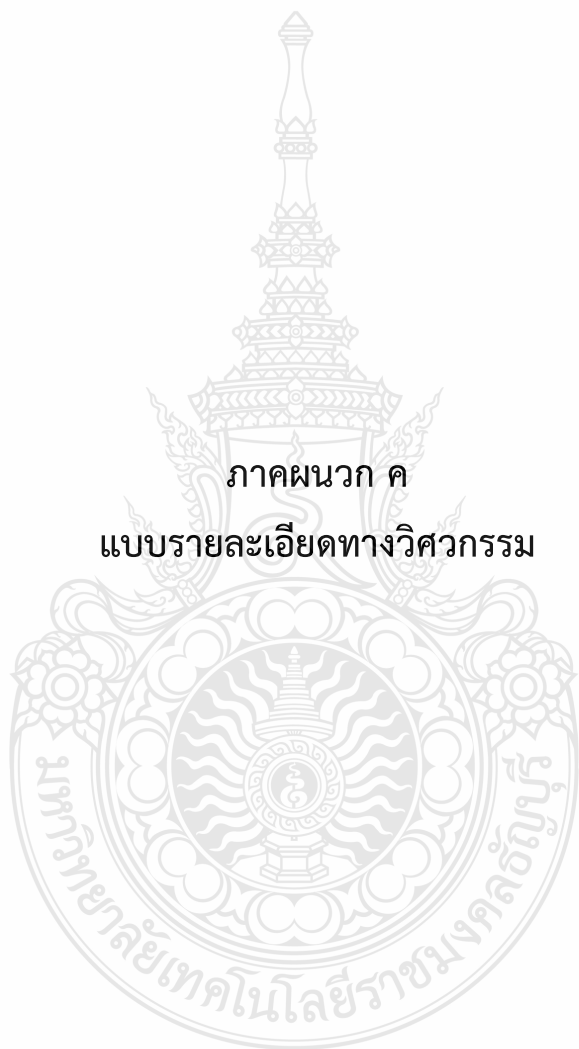 ภาคผนวก ค
แบบรายละเอียดทางวิศวกรรม
มหาวิทยาลัยเทคโนโลยีราชมงคลธัญบุรี